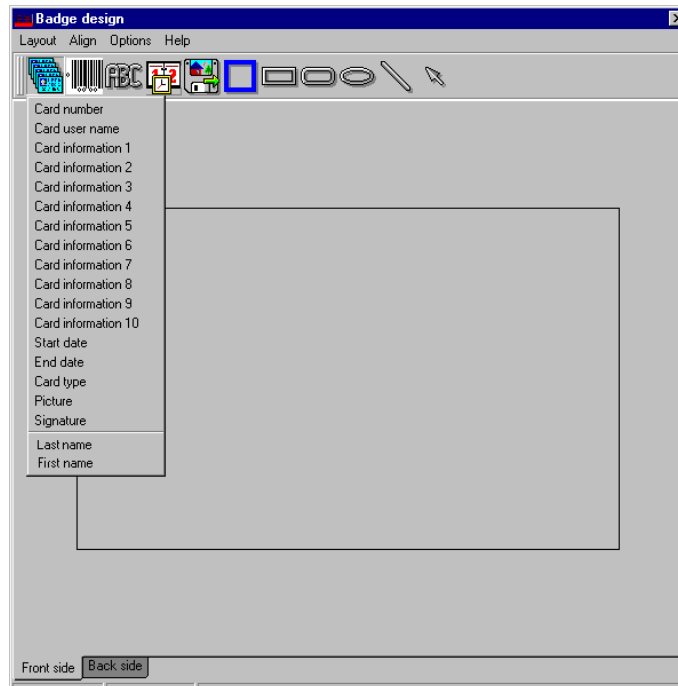 Badge design
Layout Align Options Help
ABC
Card number
Card user name
Card information 1
Card information 2
Card information 3
Card information 4
Card information 5
Card information 6
Card information 7
Card information 8
Card information 9
Card information 10
Start date
End date
Card type
Picture
Signature
Last name
First name
Front side Back side